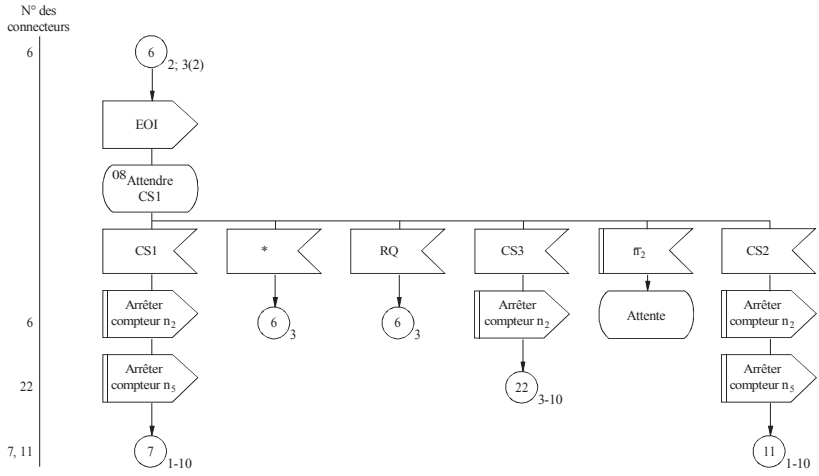 N° des
connecteurs
6
6
2; 3(2)
EOI
08 Attendre
CS1
CS1
*
RQ
CS3
π₂
CS2
6
Arrêter
compteur n₂
6
3
6
3
Arrêter
compteur n₂
Attente
Arrêter
compteur n₂
22
Arrêter
compteur n₅
22
3-10
Arrêter
compteur n₅
7, 11
7
1-10
11
1-10